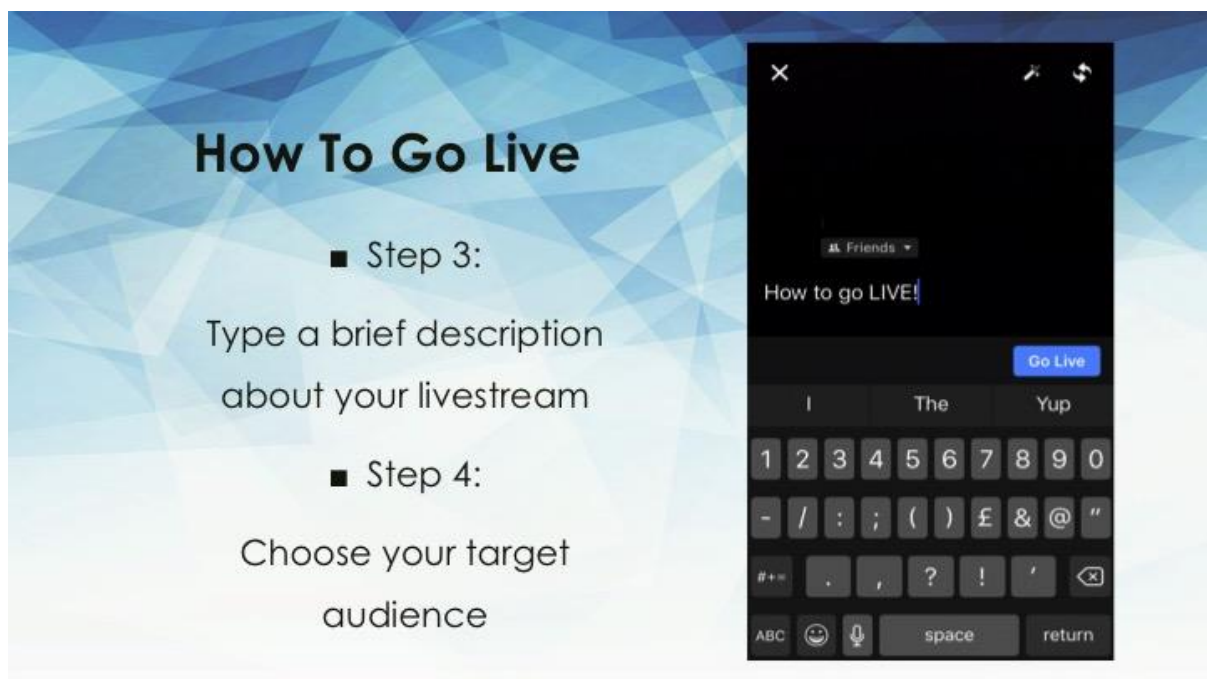 How To Go Live
■ Step 3:
Type a brief description
about your livestream
■ Step 4:
Choose your target
audience
Friends
How to go LIVE!
Go Live
I The Yup
1 2 3 4 5 6 7 8 9 0
- / : ; ( ) £ & @ "
#+= . , ? ! '
ABC space return